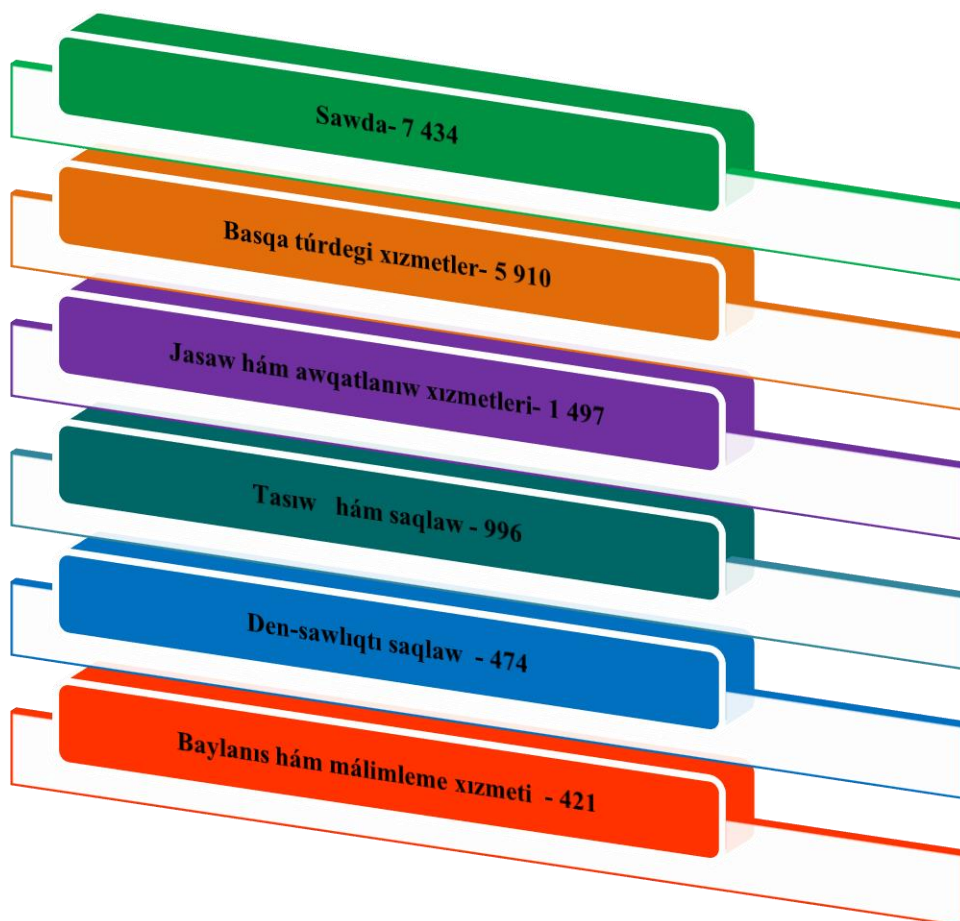 Sawda- 7 434
Basqa túrdegi xızmetler- 5 910
Jasaw hám awqatlanıw xızmetleri- 1 497
Tasıw hám saqlaw - 996
Den-sawlıqtı saqlaw - 474
Baylanıs hám málimleme xızmeti - 421